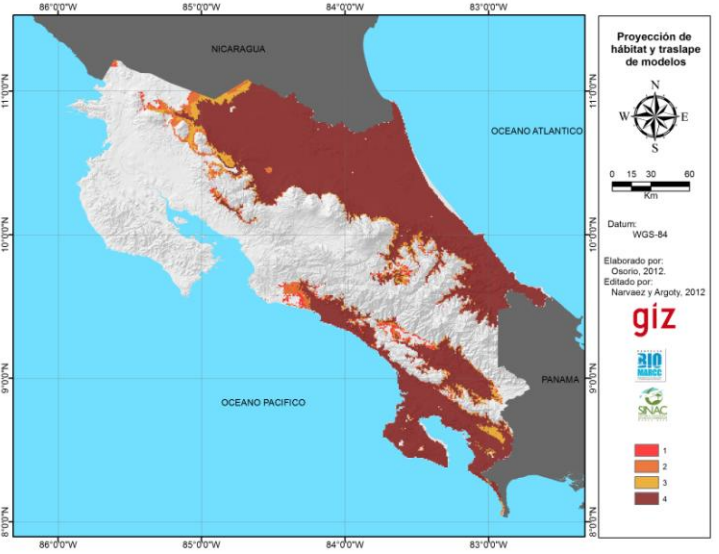 86°0'0"W
85°0'0"W
84°0'0"W
83°0'0"W
NICARAGUA
OCEANO ATLANTICO
OCEANO PACIFICO
PANAMA
11°0'0"N
10°0'0"N
9°0'0"N
8°0'0"N
11°0'0"N
10°0'0"N
9°0'0"N
8°0'0"N
86°0'0"W
85°0'0"W
84°0'0"W
83°0'0"W
Proyección de
hábitat y traslape
de modelos
N
W E
S
0 15 30 60
Km
Datum:
WGS-84
Elaborado por:
Osorio, 2012.
Editado por:
Narvaez y Argoty, 2012
giz
BIO
MARCC
SINAC
1
2
3
4